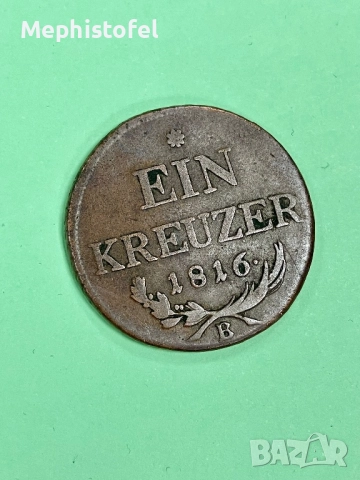 Mephistofel
EIN
KREUZER
.1816.
B
BAZAR